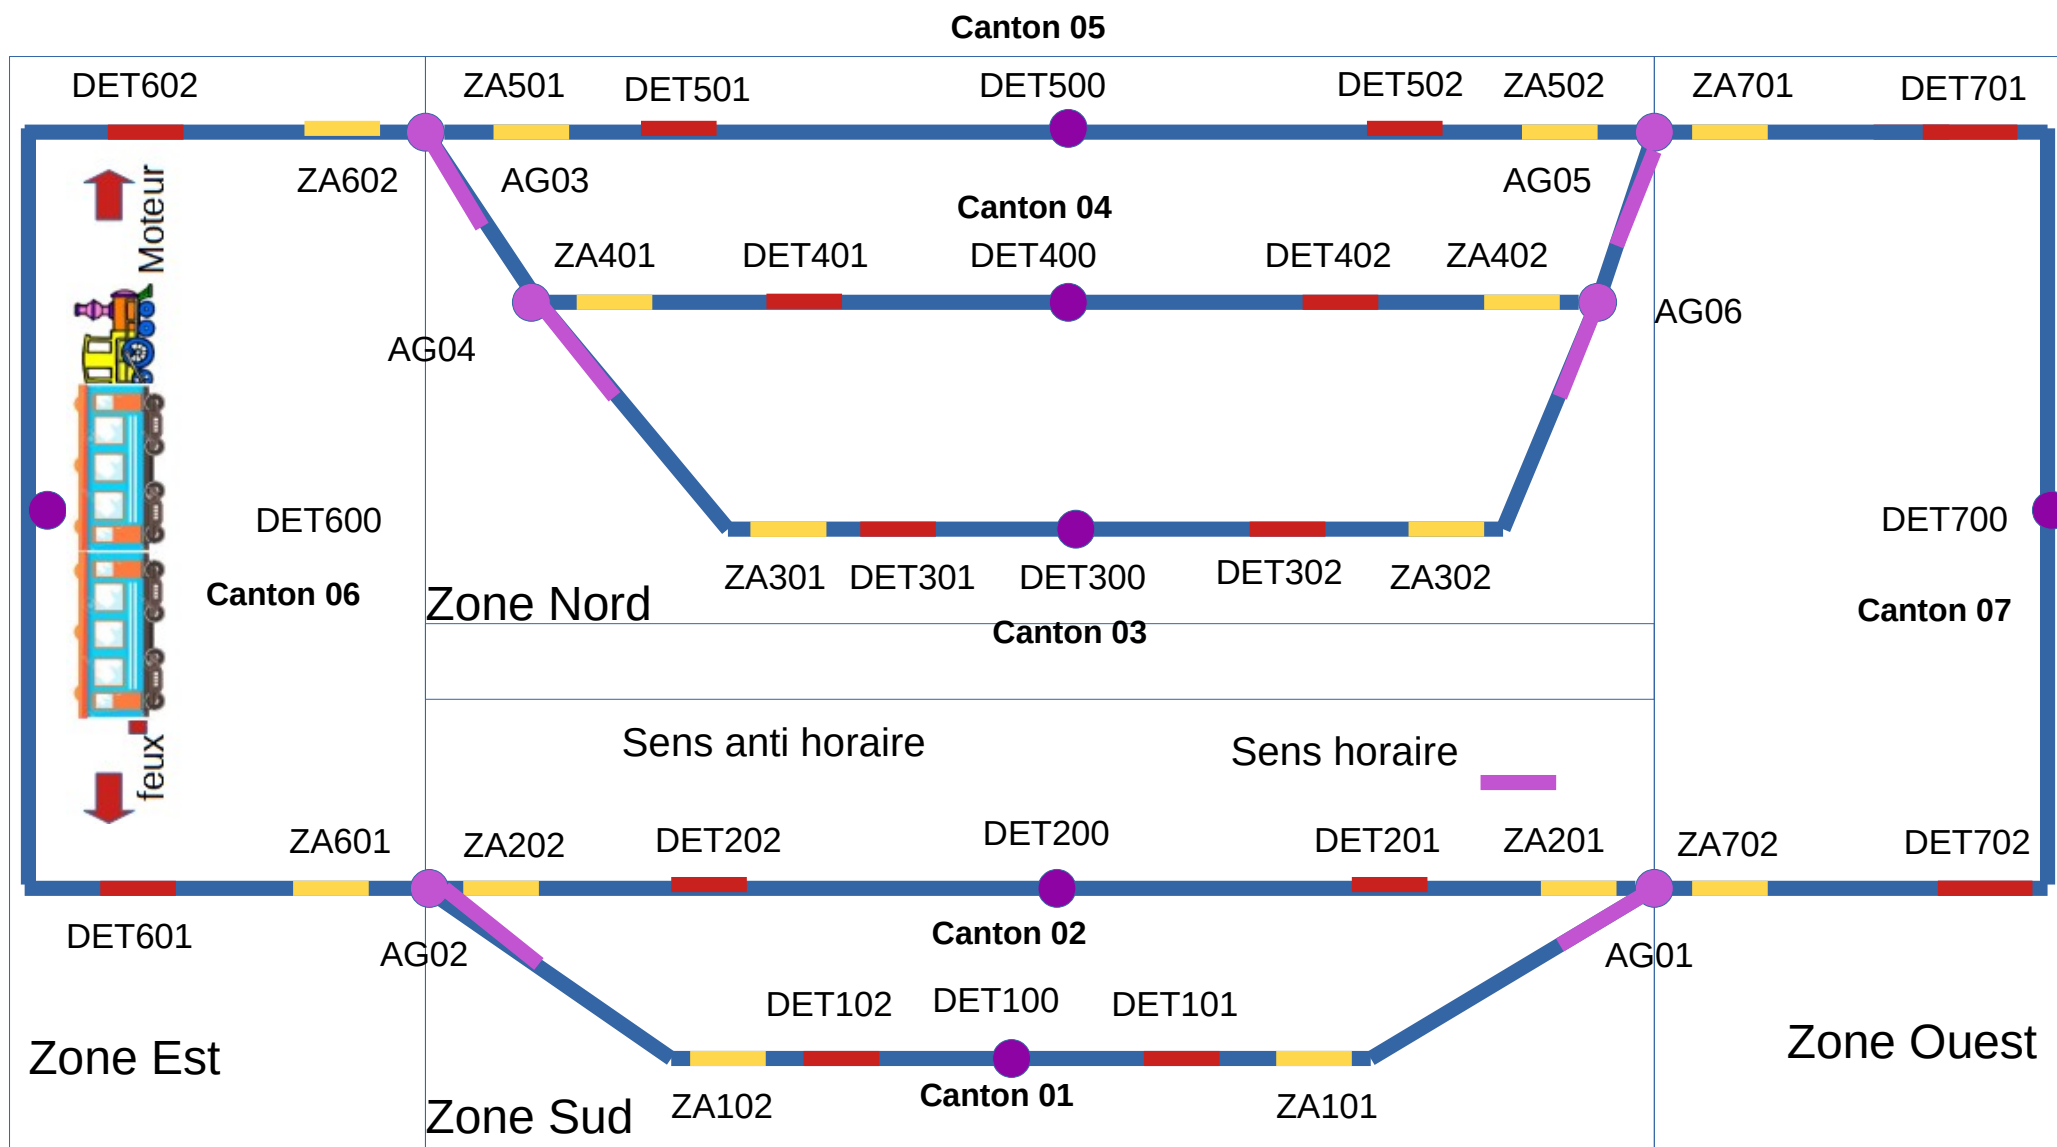 Canton 05
DET602
ZA501
DET501
DET500
DET502
ZA502
ZA701
DET701
ZA602
AG03
AG05
Moteur
Canton 04
ZA401
DET401
DET400
DET402
ZA402
AG06
AG04
DET600
DET700
Canton 06
ZA301
DET301
DET300
DET302
ZA302
Zone Nord
Canton 03
Canton 07
Sens anti horaire
Sens horaire
feux
ZA601
ZA202
DET202
DET200
DET201
ZA201
ZA702
DET702
DET601
AG02
Canton 02
AG01
DET102
DET100
DET101
Zone Est
Zone Ouest
Zone Sud
ZA102
Canton 01
ZA101